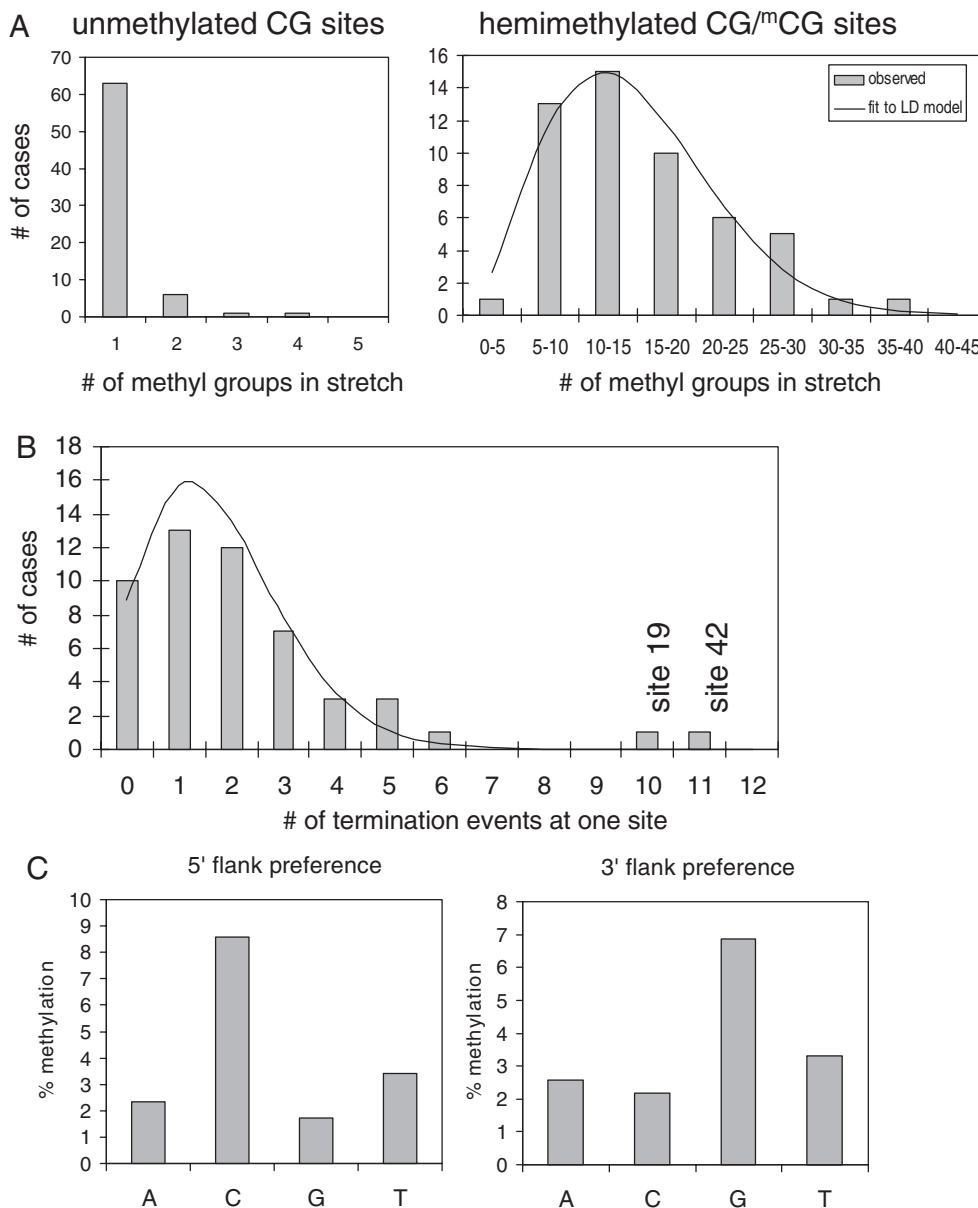 A
unmethylated CG sites
# of cases
70
60
50
40
30
20
10
0
1 2 3 4 5
# of methyl groups in stretch
hemimethylated CG/ᵐCG sites
16
14
12
10
8
6
4
2
0
observed
fit to LD model
0-5 5-10 10-15 15-20 20-25 25-30 30-35 35-40 40-45
# of methyl groups in stretch
B
# of cases
18
16
14
12
10
8
6
4
2
0
site 19
site 42
0 1 2 3 4 5 6 7 8 9 10 11 12
# of termination events at one site
C
5' flank preference
% methylation
10
9
8
7
6
5
4
3
2
1
0
A C G T
3' flank preference
% methylation
8
7
6
5
4
3
2
1
0
A C G T